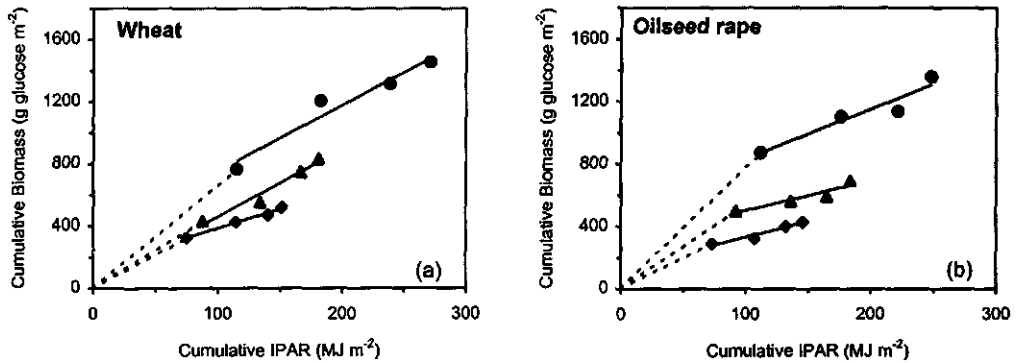 Wheat
Cumulative Biomass (g glucose m⁻²)
1600
1200
800
400
0
0 100 200 300
Cumulative IPAR (MJ m⁻²)
(a)
Oilseed rape
Cumulative Biomass (g glucose m⁻²)
1600
1200
800
400
0
0 100 200 300
Cumulative IPAR (MJ m⁻²)
(b)